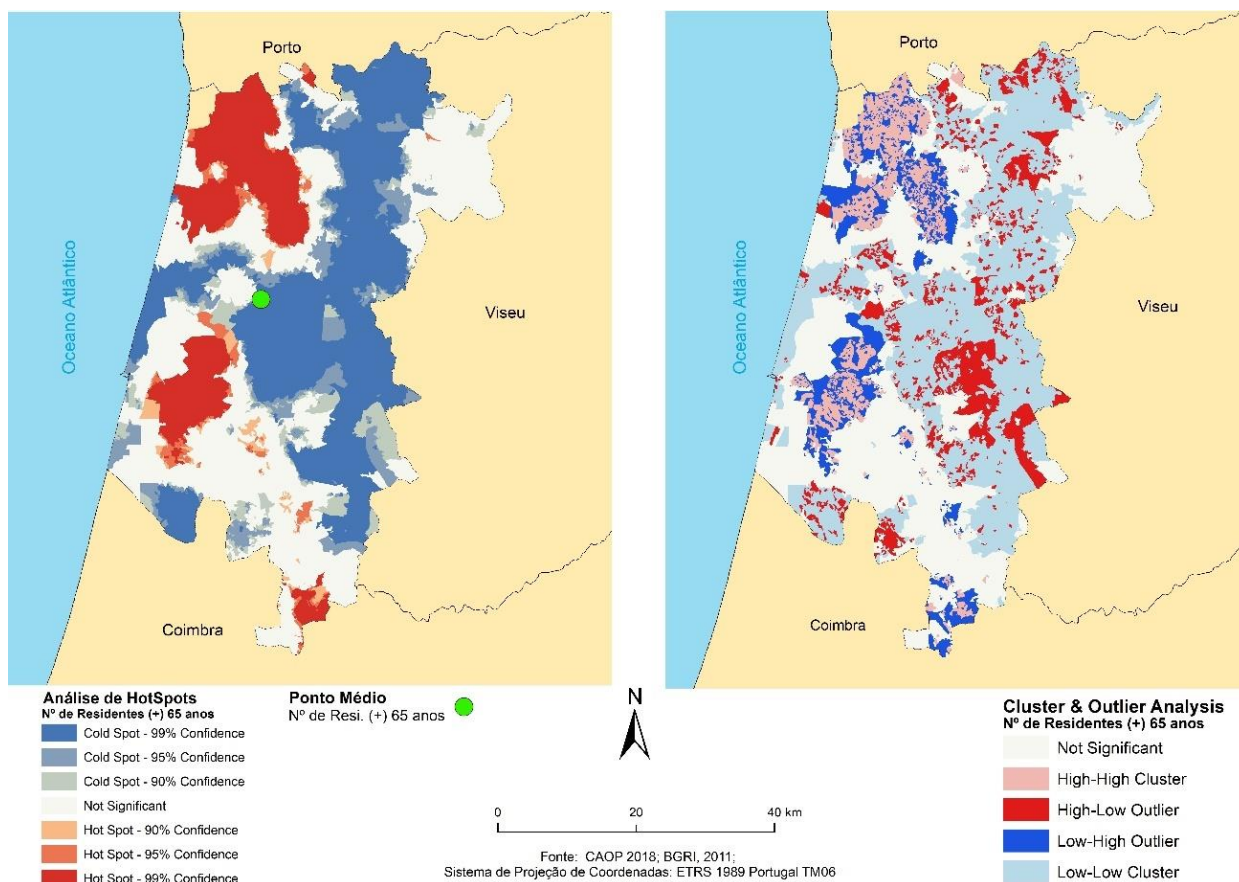 Porto
Oceano Atlântico
Viseu
Coimbra
Porto
Oceano Atlântico
Viseu
Coimbra
Análise de HotSpots
Nº de Residentes (+) 65 anos
Cold Spot - 99% Confidence
Cold Spot - 95% Confidence
Cold Spot - 90% Confidence
Not Significant
Hot Spot - 90% Confidence
Hot Spot - 95% Confidence
Hot Spot - 99% Confidence
Ponto Médio
Nº de Resi. (+) 65 anos
N
0 20 40 km
Fonte: CAOP 2018; BGRI, 2011;
Sistema de Projeção de Coordenadas: ETRS 1989 Portugal TM06
Cluster & Outlier Analysis
Nº de Residentes (+) 65 anos
Not Significant
High-High Cluster
High-Low Outlier
Low-High Outlier
Low-Low Cluster